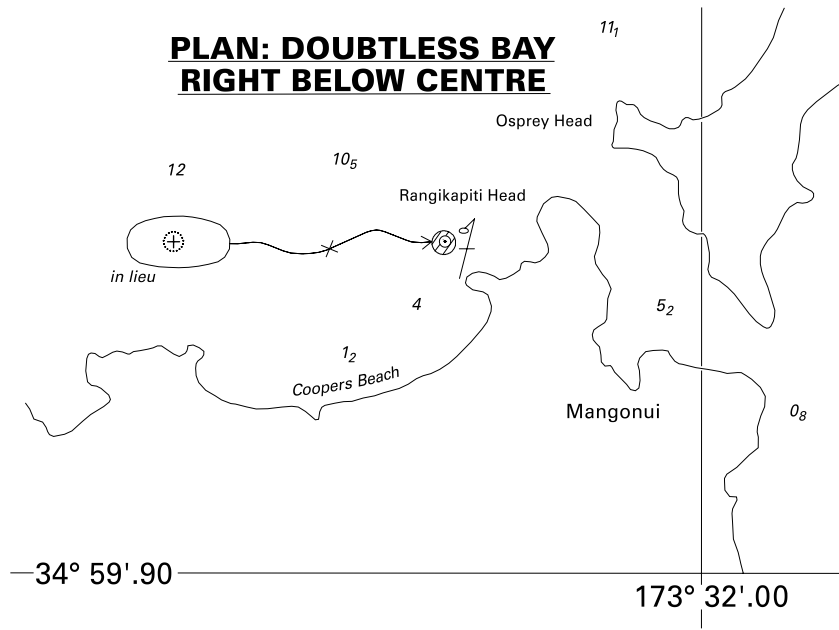 PLAN: DOUBTLESS BAY
RIGHT BELOW CENTRE
11₁
Osprey Head
12
10₅
Rangikapiti Head
in lieu
4
5₂
1₂
Coopers Beach
Mangonui
0₈
34° 59'.90
173° 32'.00